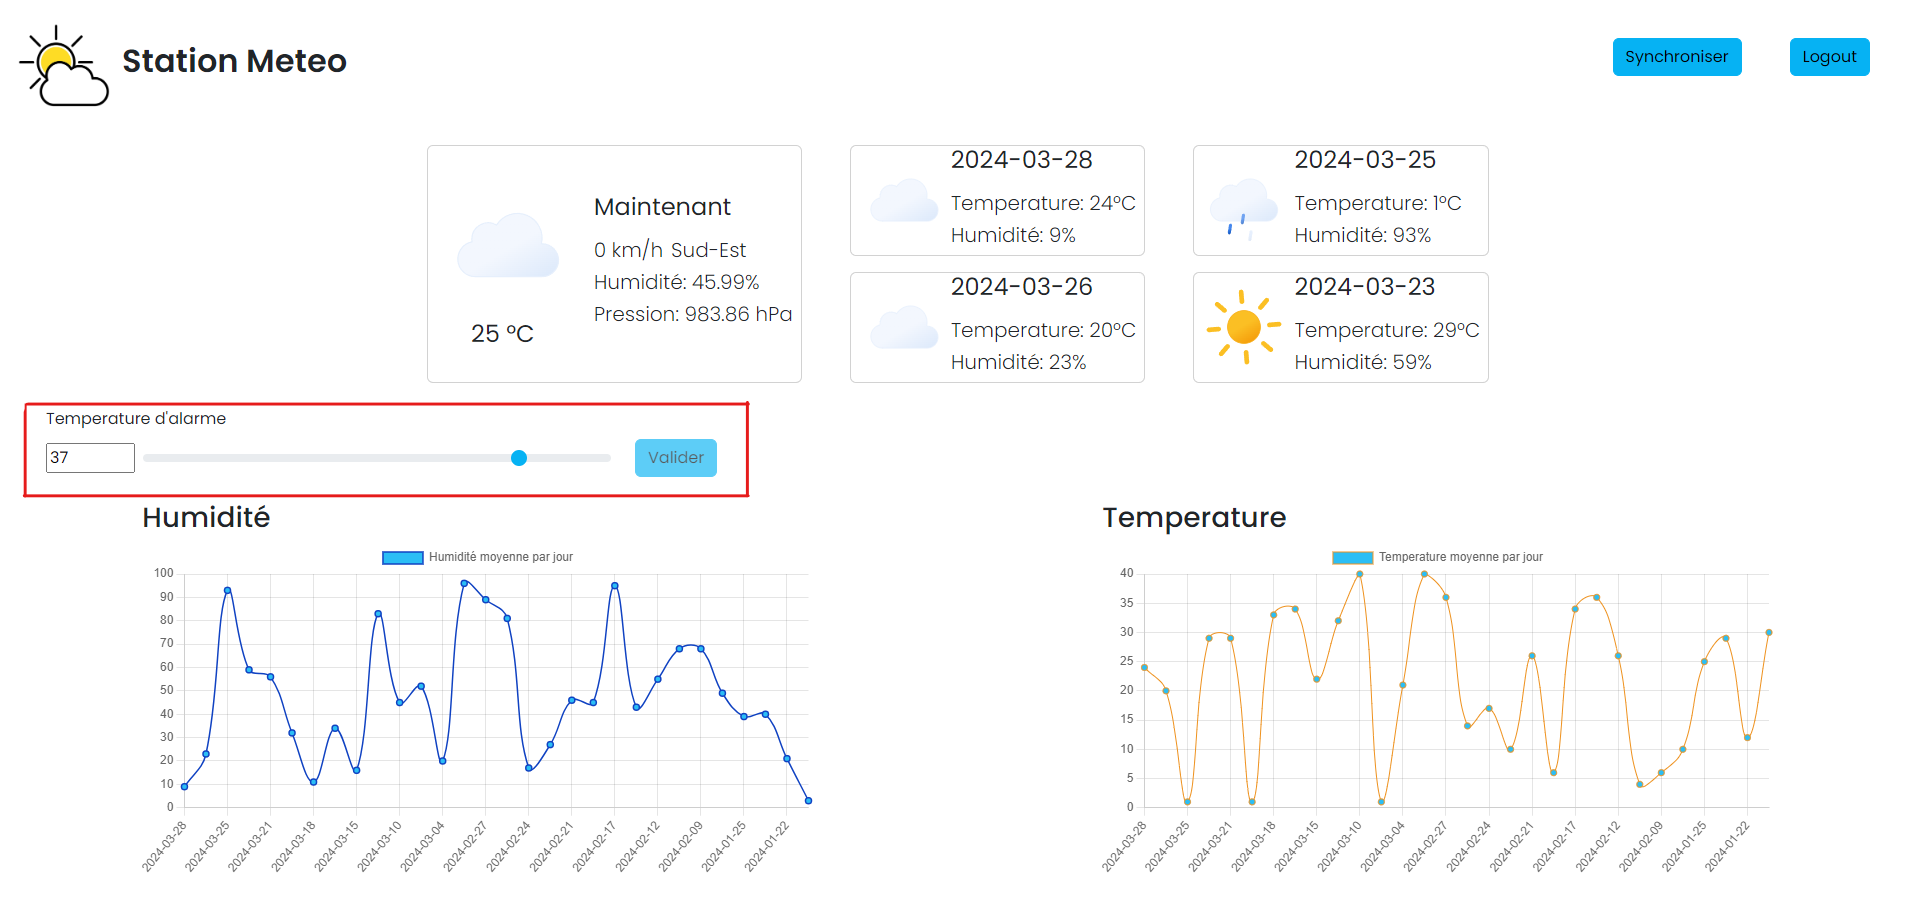 Station Meteo
Synchroniser
Logout
25 °C
Maintenant
0 km/h Sud-Est
Humidité: 45.99%
Pression: 983.86 hPa
2024-03-28
Temperature: 24°C
Humidité: 9%
2024-03-25
Temperature: 1°C
Humidité: 93%
2024-03-26
Temperature: 20°C
Humidité: 23%
2024-03-23
Temperature: 29°C
Humidité: 59%
Temperature d'alarme
37
Valider
Humidité
Humidité moyenne par jour
100
90
80
70
60
50
40
30
20
10
0
2024-03-28
2024-03-25
2024-03-21
2024-03-18
2024-03-15
2024-03-10
2024-03-04
2024-02-27
2024-02-24
2024-02-21
2024-02-17
2024-02-12
2024-02-09
2024-01-25
2024-01-22
Temperature
Temperature moyenne par jour
40
35
30
25
20
15
10
5
0
2024-03-28
2024-03-25
2024-03-21
2024-03-18
2024-03-15
2024-03-10
2024-03-04
2024-02-27
2024-02-24
2024-02-21
2024-02-17
2024-02-12
2024-02-09
2024-01-25
2024-01-22